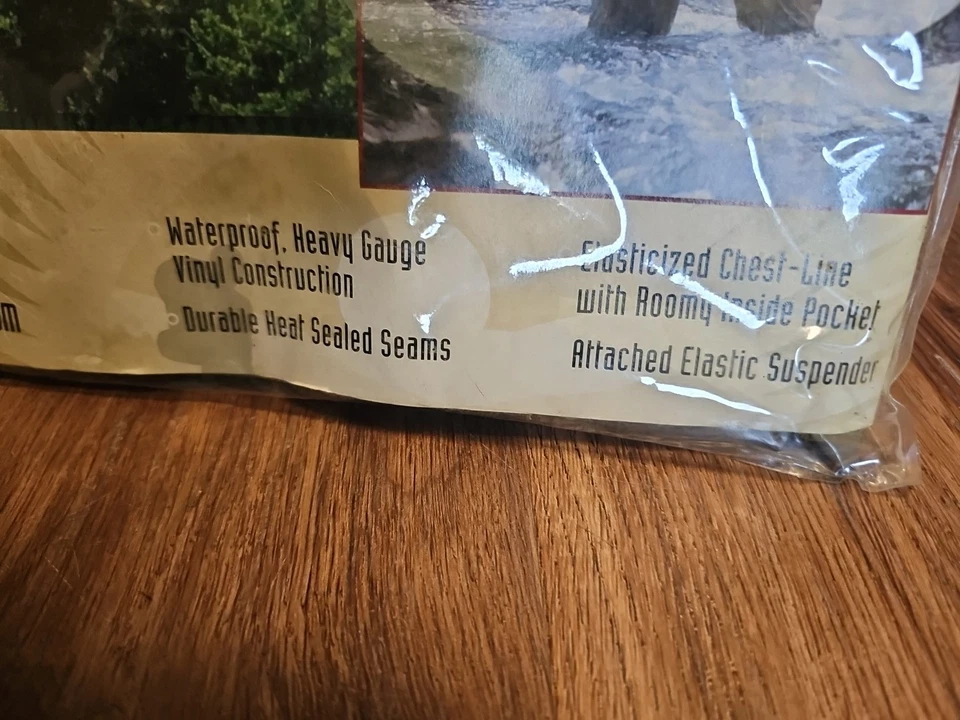 Waterproof, Heavy Gauge
Vinyl Construction
Durable Heat Sealed Seams
Elasticized Chest-Line
with Roomy Inside Pocket
Attached Elastic Suspender